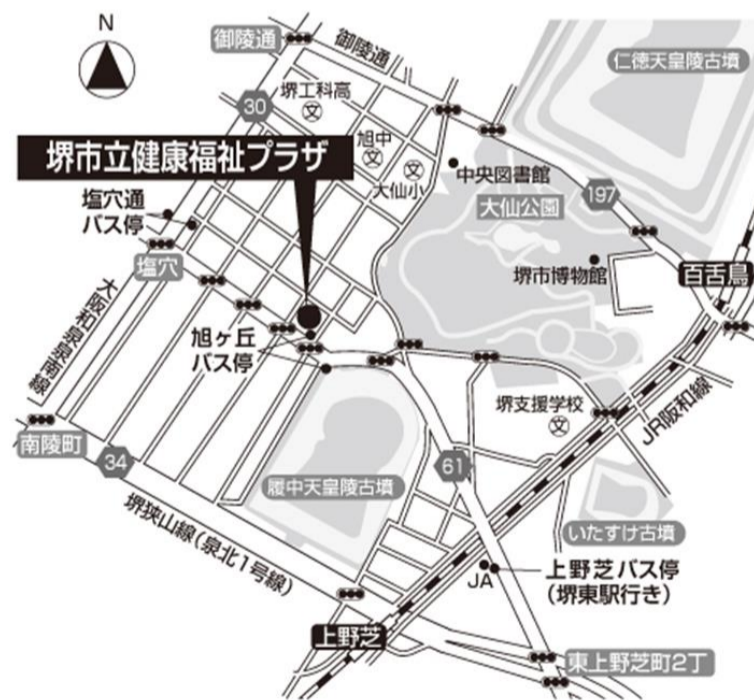 N
御陵通
御陵通
仁徳天皇陵古墳
堺工科高
文
30
旭中
文
堺市立健康福祉プラザ
文
大仙小
中央図書館
塩穴通
バス停
大仙公園
197
塩穴
堺市博物館
百舌鳥
大阪和泉泉南線
旭ヶ丘
バス停
堺支援学校
文
JR阪和線
南陵町
34
61
履中天皇陵古墳
いたすけ古墳
堺狭山線(泉北1号線)
JA
上野芝バス停
(堺東駅行き)
上野芝
東上野芝町2丁